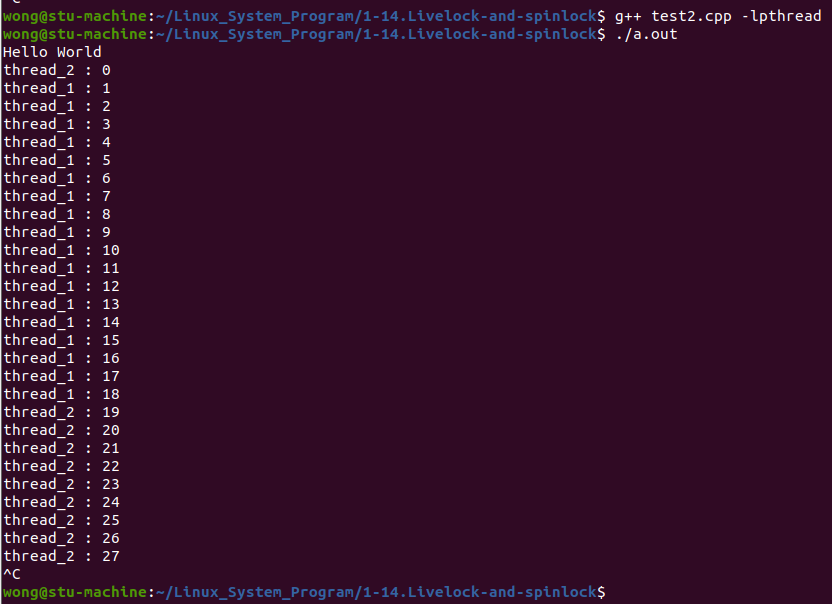 wong@stu-machine:~/Linux_System_Program/1-14.Livelock-and-spinlock$ g++ test2.cpp -lpthread
wong@stu-machine:~/Linux_System_Program/1-14.Livelock-and-spinlock$ ./a.out
Hello World
thread_2 : 0
thread_1 : 1
thread_1 : 2
thread_1 : 3
thread_1 : 4
thread_1 : 5
thread_1 : 6
thread_1 : 7
thread_1 : 8
thread_1 : 9
thread_1 : 10
thread_1 : 11
thread_1 : 12
thread_1 : 13
thread_1 : 14
thread_1 : 15
thread_1 : 16
thread_1 : 17
thread_1 : 18
thread_2 : 19
thread_2 : 20
thread_2 : 21
thread_2 : 22
thread_2 : 23
thread_2 : 24
thread_2 : 25
thread_2 : 26
thread_2 : 27
^C
wong@stu-machine:~/Linux_System_Program/1-14.Livelock-and-spinlock$